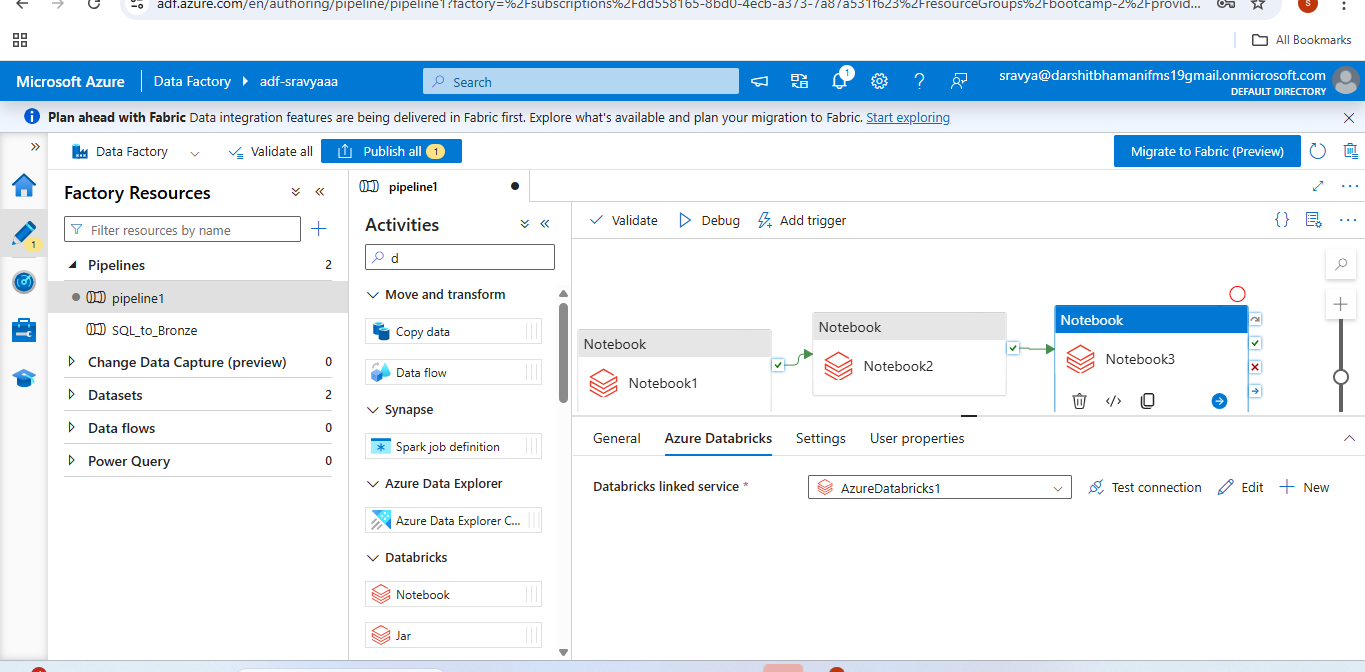 adf.azure.com/en/authoring/pipeline/pipeline1?factory=%2Fsubscriptions%2Fdd558165-8bd0-4ecb-a373-7a87a531f623%2FresourceGroups%2Fbootcamp-2%2Fprovid...
S
All Bookmarks
Microsoft Azure
Data Factory
adf-sravyaaa
Search
1
sravya@darshitbhamanifms19gmail.onmicrosoft.com
DEFAULT DIRECTORY
Plan ahead with Fabric Data integration features are being delivered in Fabric first. Explore what's available and plan your migration to Fabric. Start exploring
Data Factory
Validate all
Publish all 1
Migrate to Fabric (Preview)
1
Factory Resources
Filter resources by name
Pipelines 2
pipeline1
SQL_to_Bronze
Change Data Capture (preview) 0
Datasets 2
Data flows 0
Power Query 0
pipeline1
Activities
d
Move and transform
Copy data
Data flow
Synapse
Spark job definition
Azure Data Explorer
Azure Data Explorer C...
Databricks
Notebook
Jar
Validate
Debug
Add trigger
Notebook
Notebook1
Notebook
Notebook2
Notebook
Notebook3
General
Azure Databricks
Settings
User properties
Databricks linked service *
AzureDatabricks1
Test connection
Edit
New